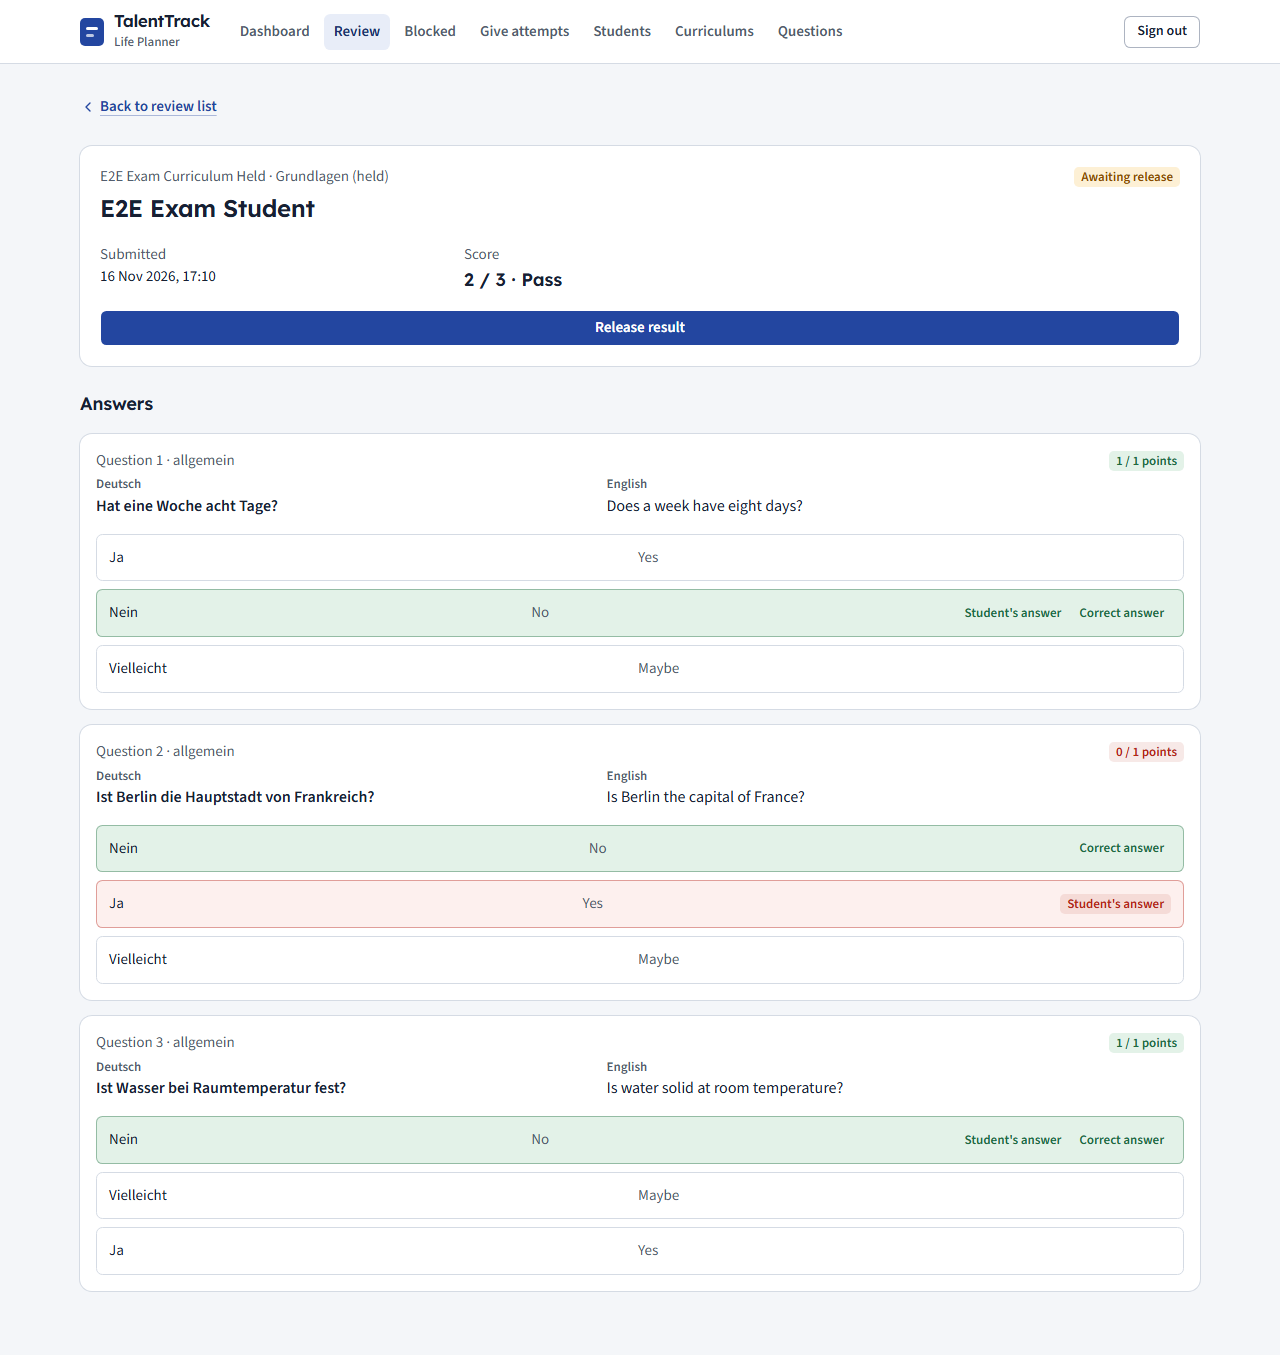 TalentTrack
Life Planner
Dashboard Review Blocked Give attempts Students Curriculums Questions Sign out
Back to review list
E2E Exam Curriculum Held · Grundlagen (held) Awaiting release
E2E Exam Student
Submitted Score
16 Nov 2026, 17:10 2 / 3 · Pass
Release result
Answers
Question 1 · allgemein 1 / 1 points
Deutsch English
Hat eine Woche acht Tage? Does a week have eight days?
Ja Yes
Nein No Student's answer Correct answer
Vielleicht Maybe
Question 2 · allgemein 0 / 1 points
Deutsch English
Ist Berlin die Hauptstadt von Frankreich? Is Berlin the capital of France?
Nein No Correct answer
Ja Yes Student's answer
Vielleicht Maybe
Question 3 · allgemein 1 / 1 points
Deutsch English
Ist Wasser bei Raumtemperatur fest? Is water solid at room temperature?
Nein No Student's answer Correct answer
Vielleicht Maybe
Ja Yes